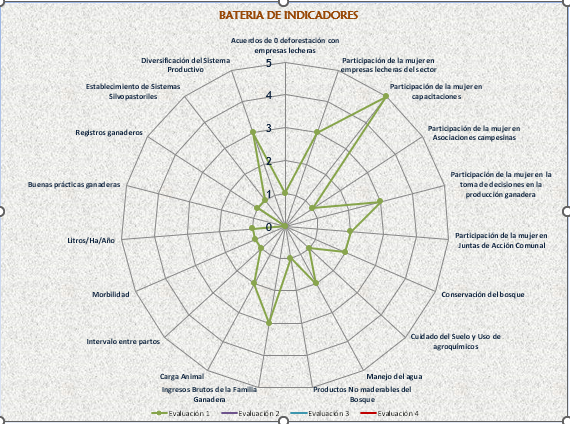 BATERIA DE INDICADORES
Acuerdos de 0 deforestación con
empresas lecheras
Participación de la mujer en
empresas lecheras del sector
Participación de la mujer en
capacitaciones
Participación de la mujer en
Asociaciones campesinas
Participación de la mujer en la
toma de decisiones en la
producción ganadera
Participación de la mujer en
Juntas de Acción Comunal
Conservación del bosque
Cuidado del Suelo y Uso de
agroquímicos
Manejo del agua
Productos No maderables del
Bosque
Ingresos Brutos de la Familia
Ganadera
Carga Animal
Intervalo entre partos
Morbilidad
Litros/Ha/Año
Buenas prácticas ganaderas
Registros ganaderos
Establecimiento de Sistemas
Silvopastoriles
Diversificación del Sistema
Productivo
5
4
3
2
1
0
Evaluación 1
Evaluación 2
Evaluación 3
Evaluación 4